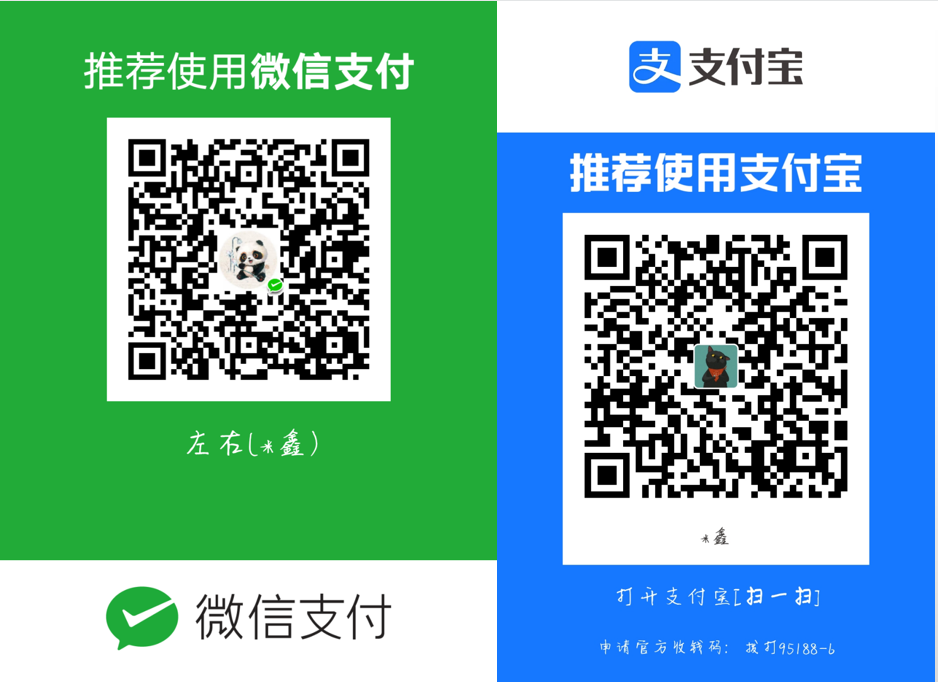 推荐使用微信支付
左右(*鑫)
微信支付
支 支付宝
推荐使用支付宝
*鑫
打开支付宝[扫一扫]
申请官方收钱码: 拨打95188-6